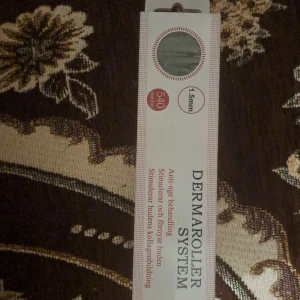 1.5mm
540
DERMAROLLER
SYSTEM
Anti-age behandling
Stimulerar och förnyar huden
Stimulerar hudens kollagenbildning